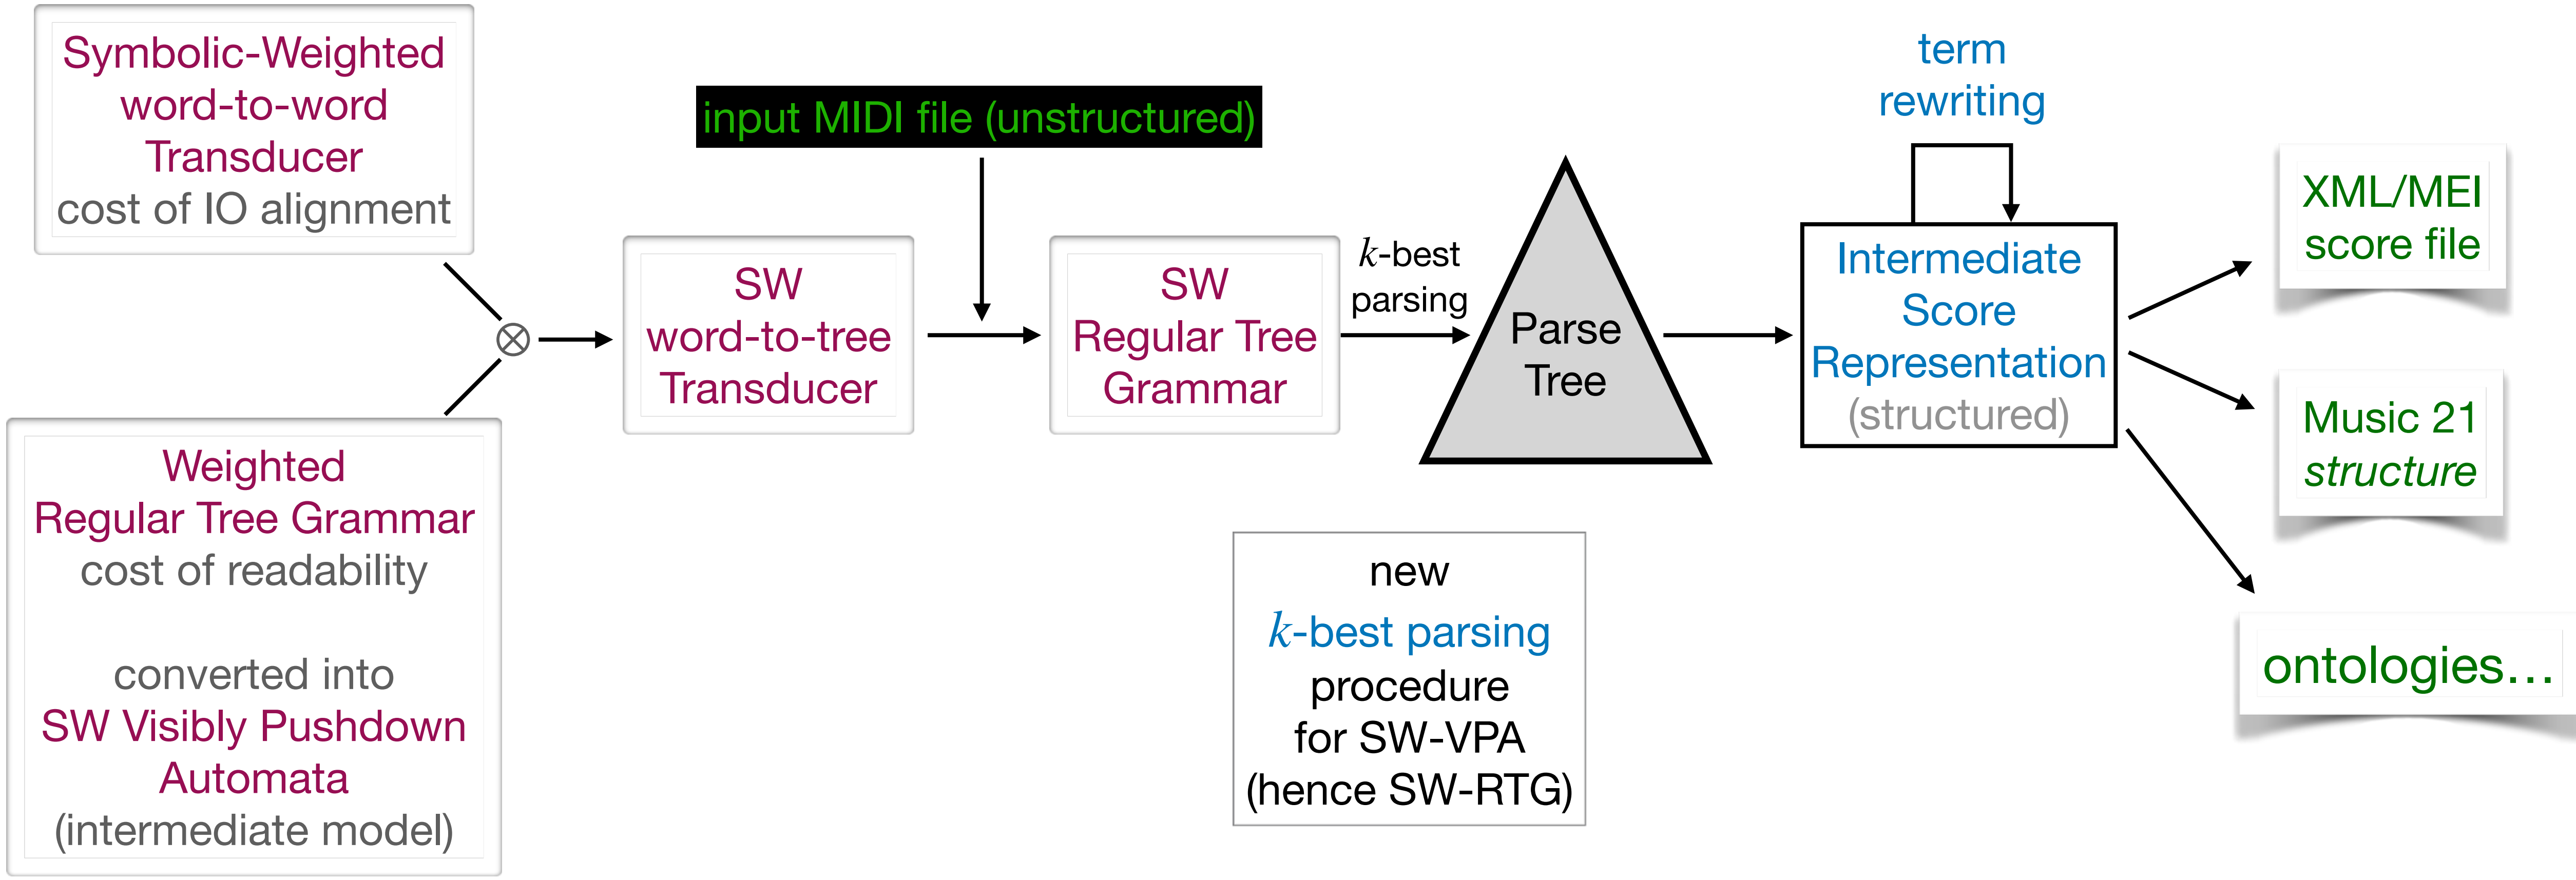 Symbolic-Weighted
word-to-word
Transducer
cost of IO alignment
Weighted
Regular Tree Grammar
cost of readability
converted into
SW Visibly Pushdown
Automata
(intermediate model)
SW
word-to-tree
Transducer
input MIDI file (unstructured)
SW
Regular Tree
Grammar
k-best
parsing
Parse
Tree
new
k-best parsing
procedure
for SW-VPA
(hence SW-RTG)
term
rewriting
Intermediate
Score
Representation
(structured)
XML/MEI
score file
Music 21
structure
ontologies…